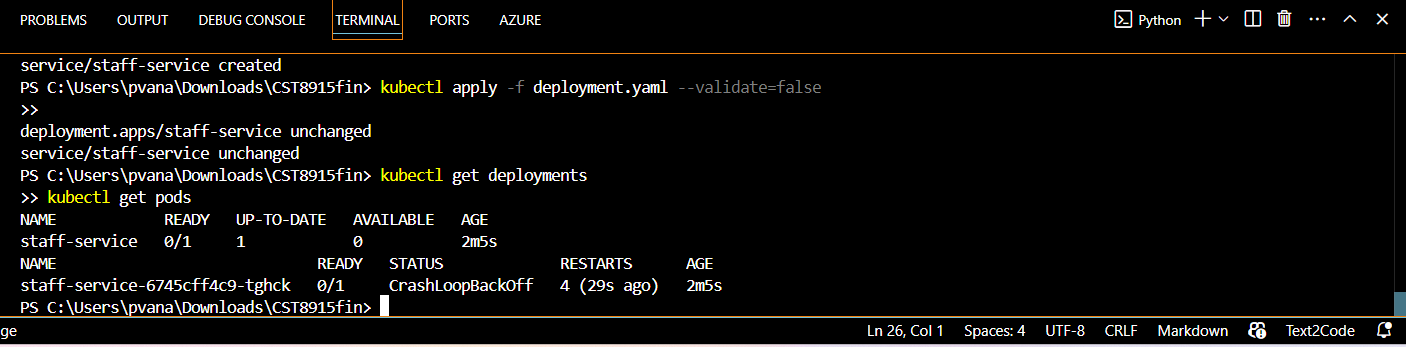 PROBLEMS OUTPUT DEBUG CONSOLE TERMINAL PORTS AZURE Python
service/staff-service created
PS C:\Users\pvana\Downloads\CST8915fin> kubectl apply -f deployment.yaml --validate=false
>>
deployment.apps/staff-service unchanged
service/staff-service unchanged
PS C:\Users\pvana\Downloads\CST8915fin> kubectl get deployments
>> kubectl get pods
NAME READY UP-TO-DATE AVAILABLE AGE
staff-service 0/1 1 0 2m5s
NAME READY STATUS RESTARTS AGE
staff-service-6745cff4c9-tghck 0/1 CrashLoopBackOff 4 (29s ago) 2m5s
PS C:\Users\pvana\Downloads\CST8915fin>
ge Ln 26, Col 1 Spaces: 4 UTF-8 CRLF Markdown Text2Code